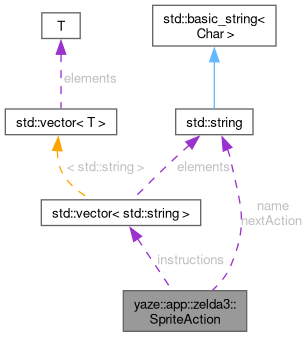 T
std::basic_string<
Char >
elements
std::vector< T >
std::string
< std::string >
elements
std::vector< std::string >
name
nextAction
instructions
yaze::app::zelda3::
SpriteAction